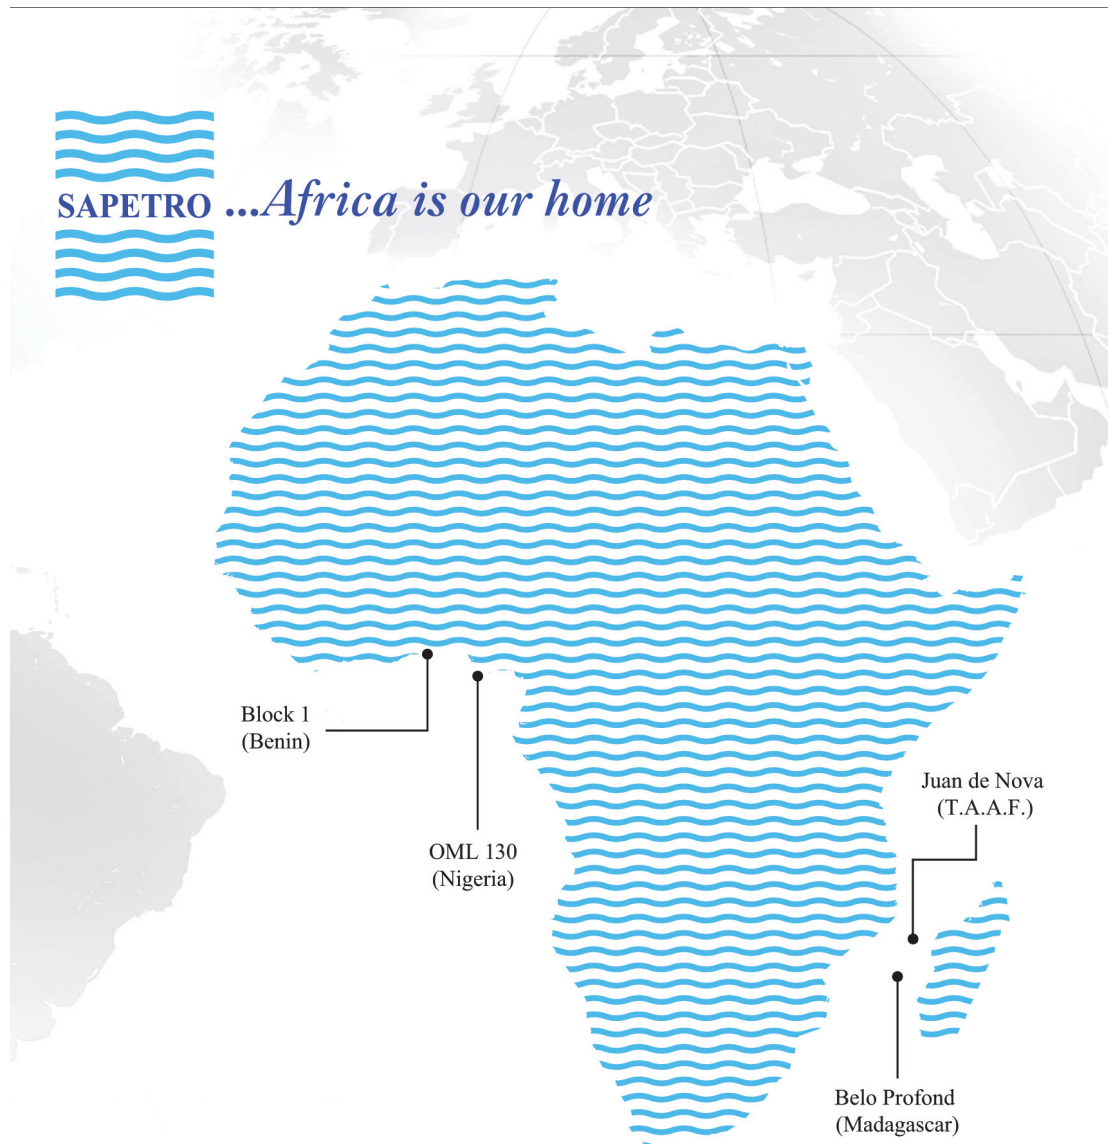 SAPETRO ...Africa is our home
Block 1
(Benin)
OML 130
(Nigeria)
Juan de Nova
(T.A.A.F.)
Belo Profond
(Madagascar)